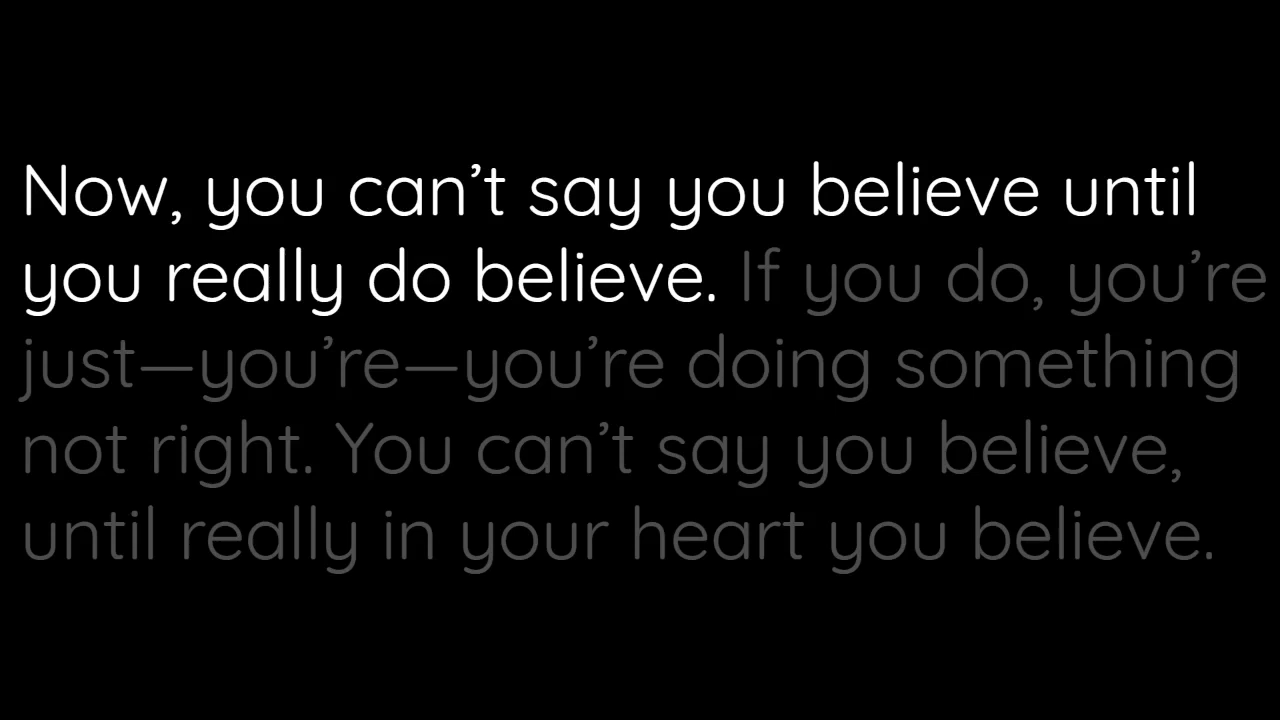 Now, you can’t say you believe until
you really do believe. If you do, you’re
just—you’re—you’re doing something
not right. You can’t say you believe,
until really in your heart you believe.